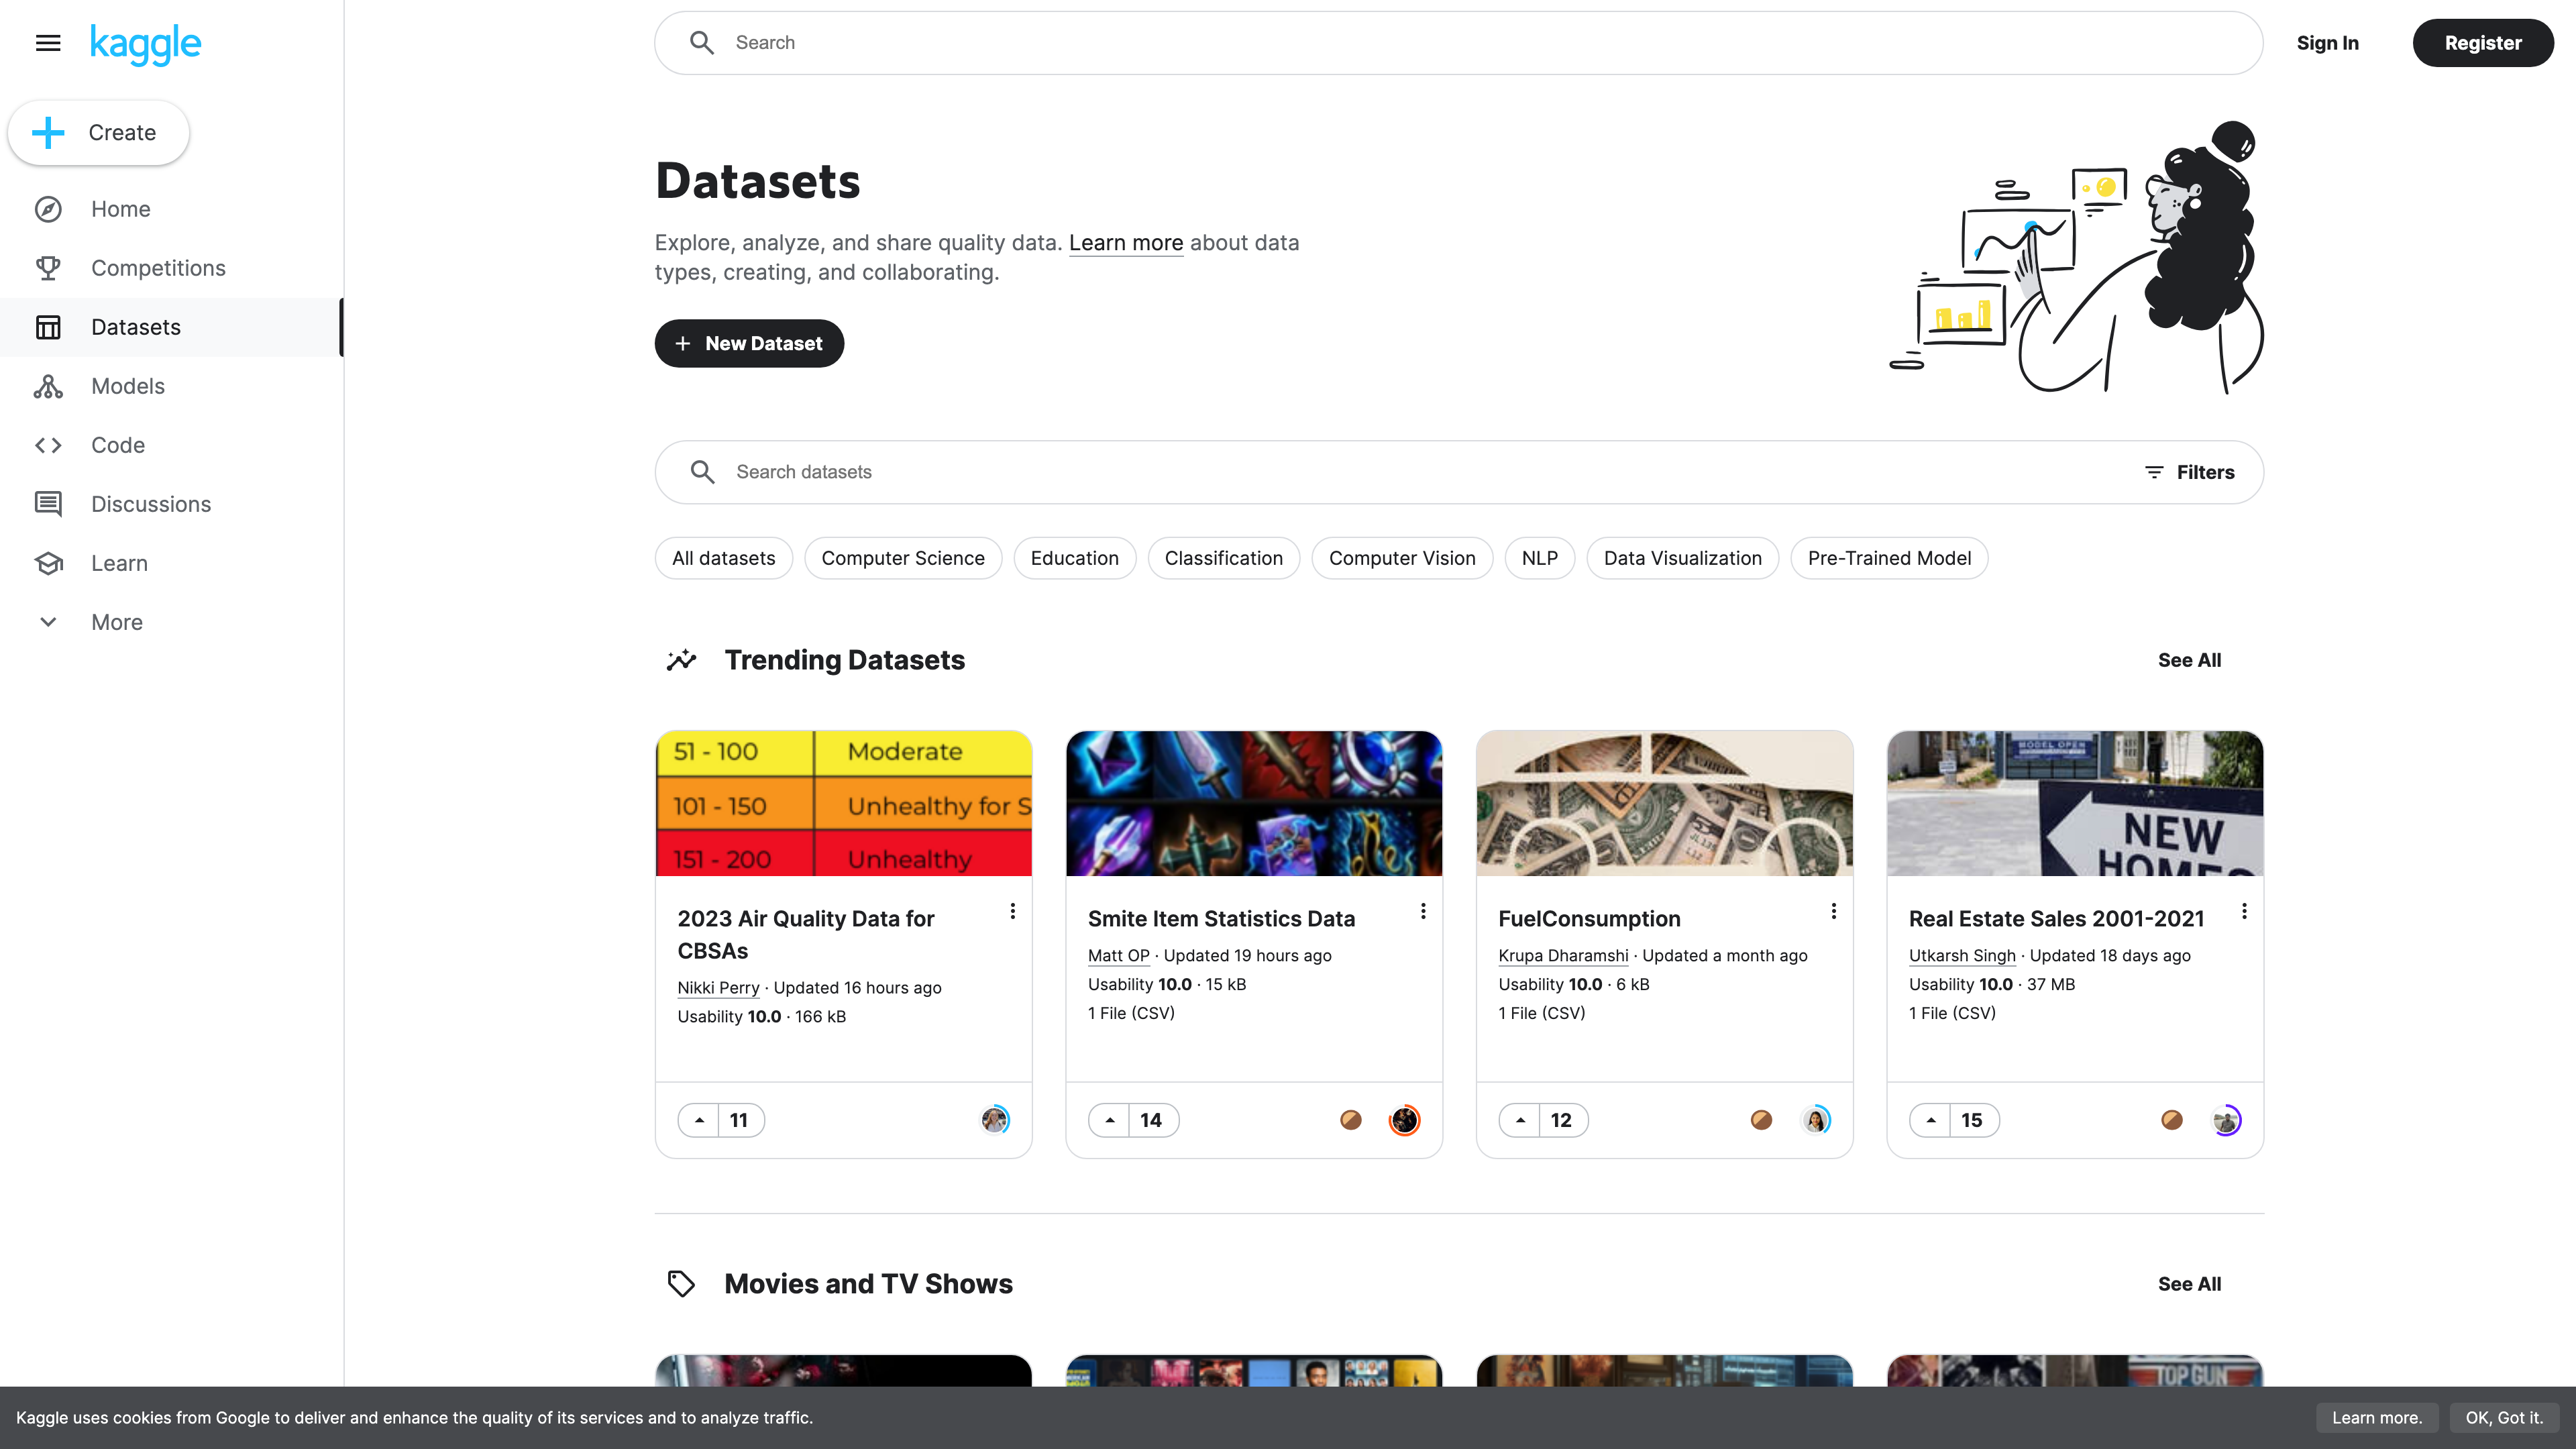 kaggle
Search
Sign In
Register
Create
Home
Competitions
Datasets
Models
Code
Discussions
Learn
More
Datasets
Explore, analyze, and share quality data. Learn more about data
types, creating, and collaborating.
New Dataset
Search datasets
Filters
All datasets
Computer Science
Education
Classification
Computer Vision
NLP
Data Visualization
Pre-Trained Model
Trending Datasets
See All
51 - 100 Moderate
101 - 150 Unhealthy for S
151 - 200 Unhealthy
2023 Air Quality Data for
CBSAs
Nikki Perry · Updated 16 hours ago
Usability 10.0 · 166 kB
11
Smite Item Statistics Data
Matt OP · Updated 19 hours ago
Usability 10.0 · 15 kB
1 File (CSV)
14
FuelConsumption
Krupa Dharamshi · Updated a month ago
Usability 10.0 · 6 kB
1 File (CSV)
12
MODEL OPEN
NEW
HOMES
Real Estate Sales 2001-2021
Utkarsh Singh · Updated 18 days ago
Usability 10.0 · 37 MB
1 File (CSV)
15
Movies and TV Shows
See All
TOP GUN
Kaggle uses cookies from Google to deliver and enhance the quality of its services and to analyze traffic.
Learn more.
OK, Got it.